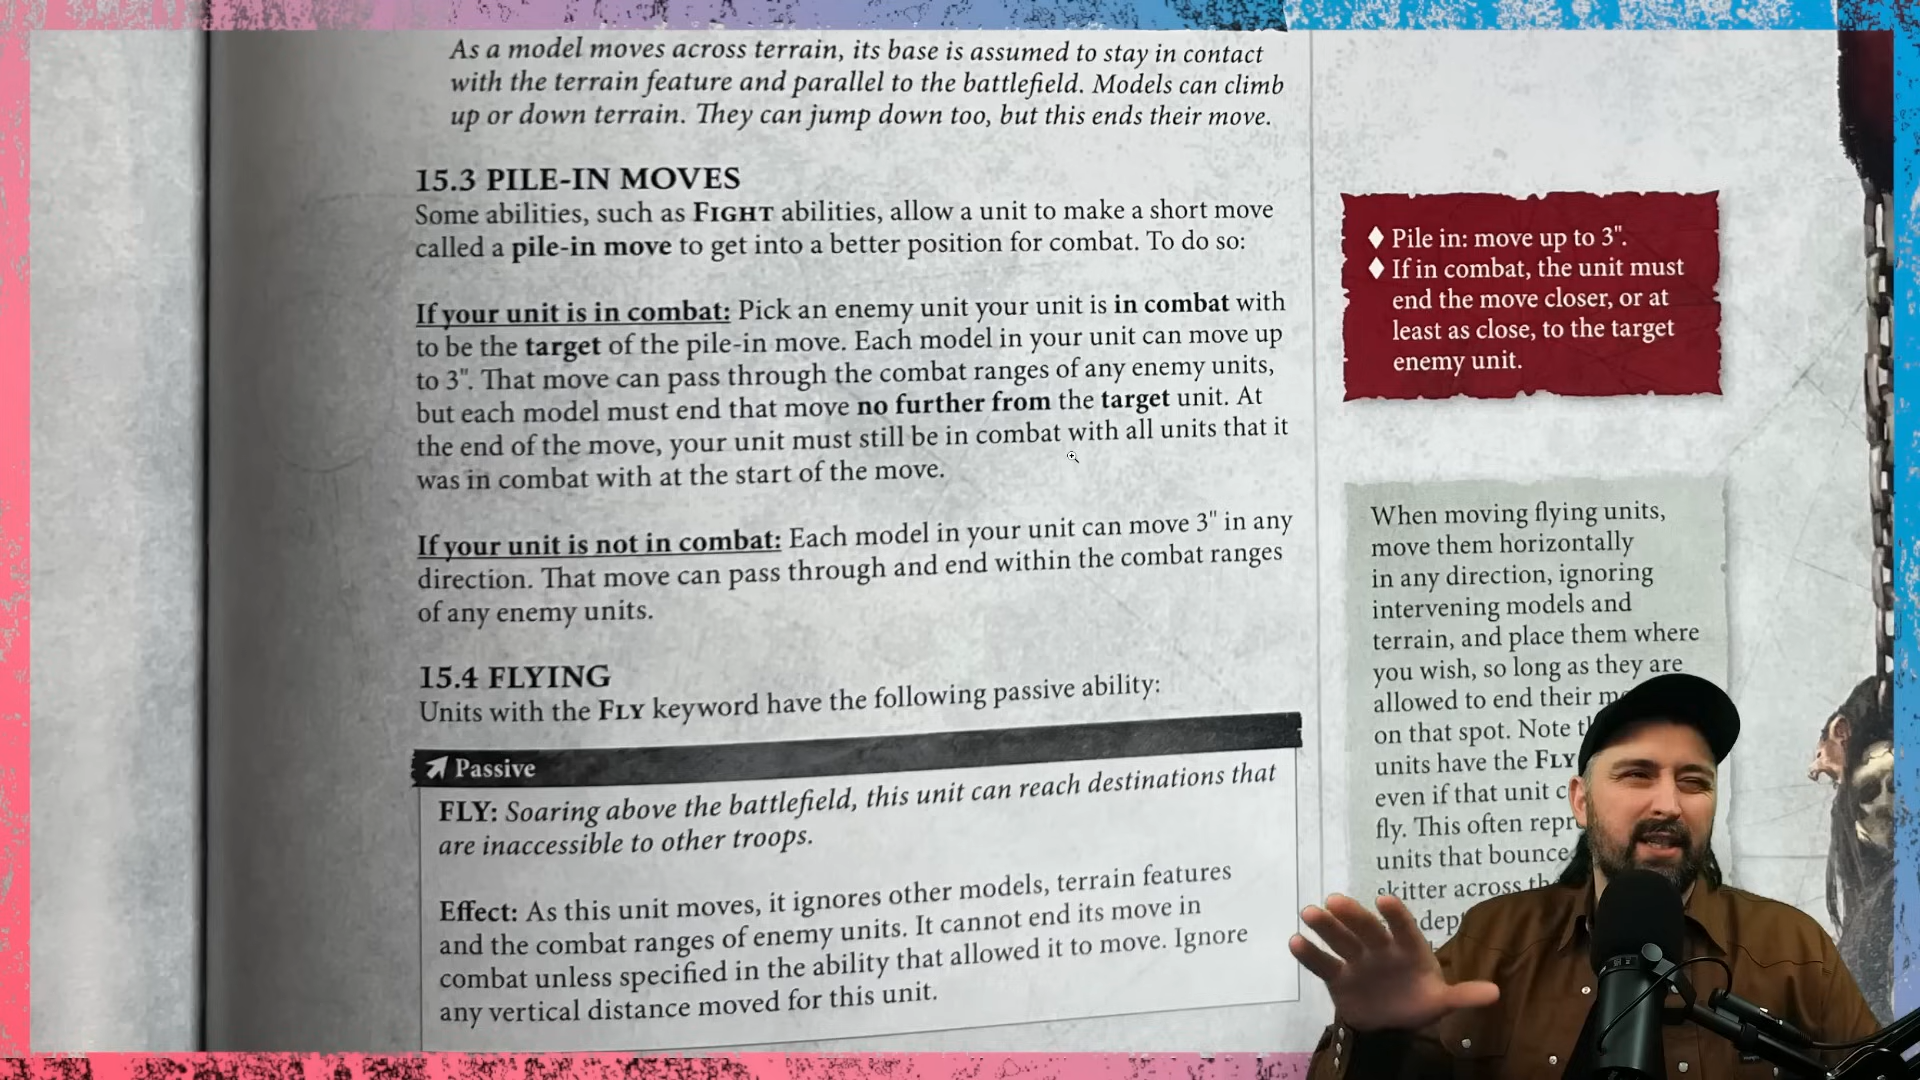 As a model moves across terrain, its base is assumed to stay in contact
with the terrain feature and parallel to the battlefield. Models can climb
up or down terrain. They can jump down too, but this ends their move.
15.3 PILE-IN MOVES
Some abilities, such as FIGHT abilities, allow a unit to make a short move
called a pile-in move to get into a better position for combat. To do so:
If your unit is in combat: Pick an enemy unit your unit is in combat with
to be the target of the pile-in move. Each model in your unit can move up
to 3". That move can pass through the combat ranges of any enemy units,
but each model must end that move no further from the target unit. At
the end of the move, your unit must still be in combat with all units that it
was in combat with at the start of the move.
If your unit is not in combat: Each model in your unit can move 3" in any
direction. That move can pass through and end within the combat ranges
of any enemy units.
15.4 FLYING
Units with the FLY keyword have the following passive ability:
Passive
FLY: Soaring above the battlefield, this unit can reach destinations that
are inaccessible to other troops.
Effect: As this unit moves, it ignores other models, terrain features
and the combat ranges of enemy units. It cannot end its move in
combat unless specified in the ability that allowed it to move. Ignore
any vertical distance moved for this unit.
♦ Pile in: move up to 3".
♦ If in combat, the unit must
end the move closer, or at
least as close, to the target
enemy unit.
When moving flying units,
move them horizontally
in any direction, ignoring
intervening models and
terrain, and place them where
you wish, so long as they are
allowed to end their
on that spot. Note
units have the FLY
even if that unit
fly. This often
units that bounce
skitter across